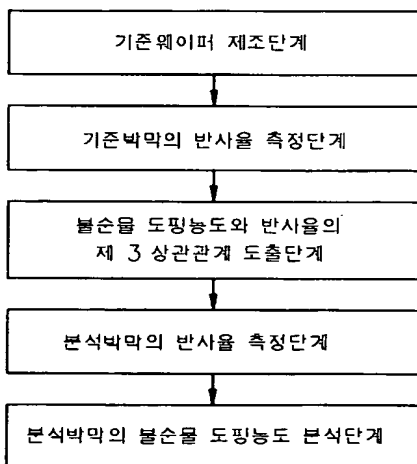 기준웨이퍼 제조단계
기준박막의 반사율 측정단계
불순물 도핑농도와 반사율의
제 3 상관관계 도출단계
분석박막의 반사율 측정단계
분석박막의 불순물 도핑농도 분석단계